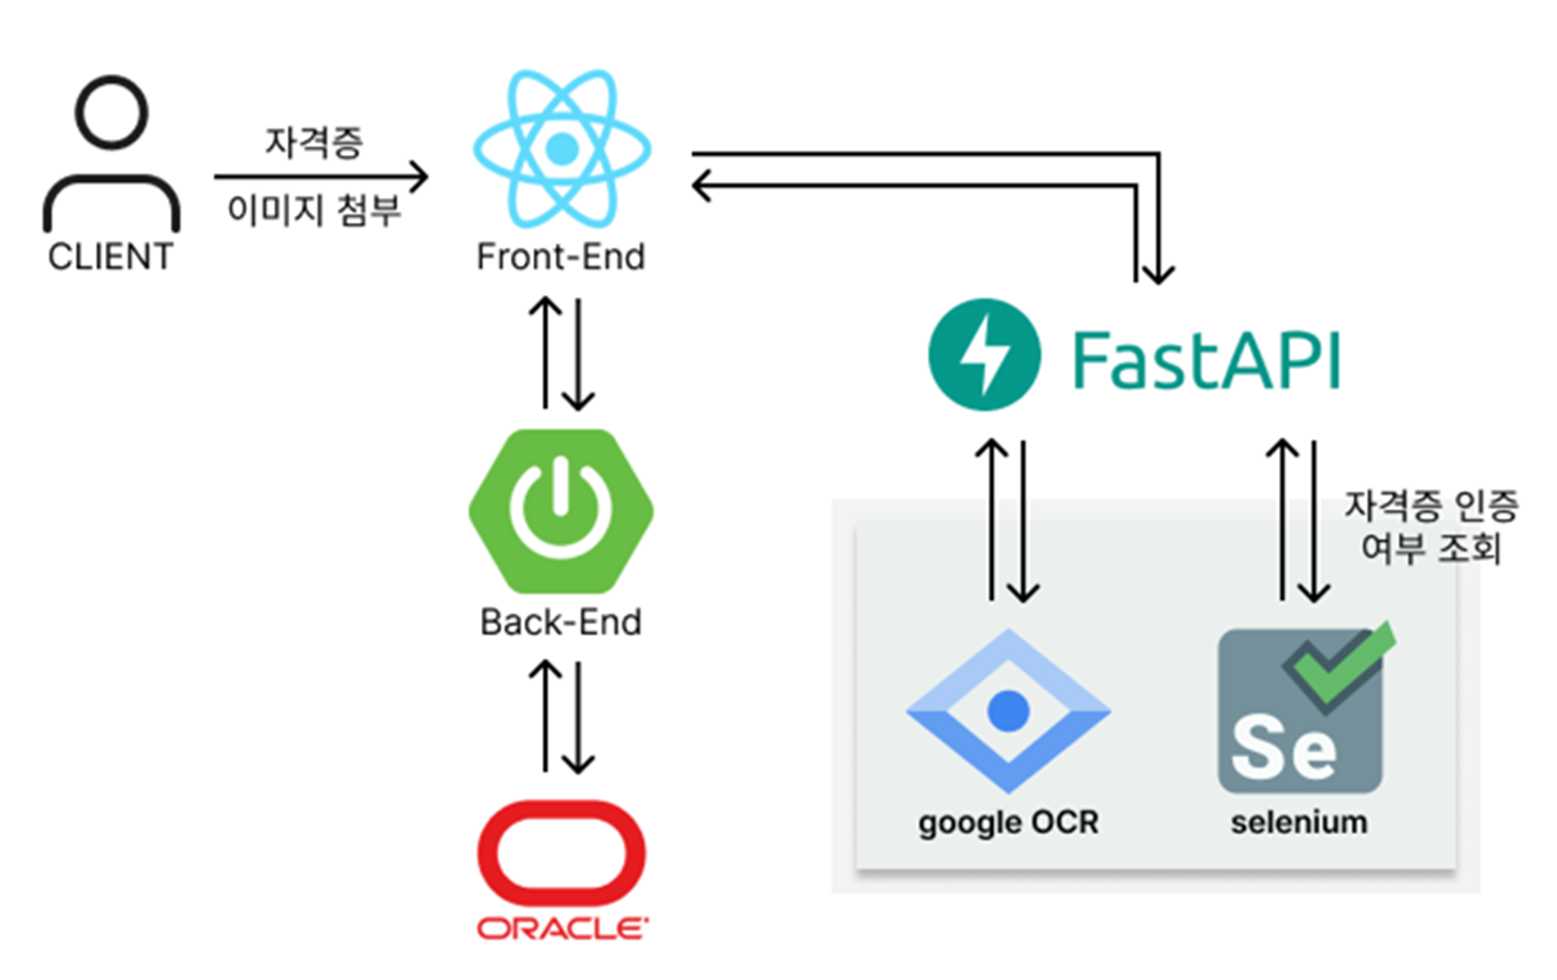 자격증
이미지 첨부
CLIENT
Front-End
FastAPI
Back-End
자격증 인증
여부 조회
Se
google OCR
selenium
ORACLE